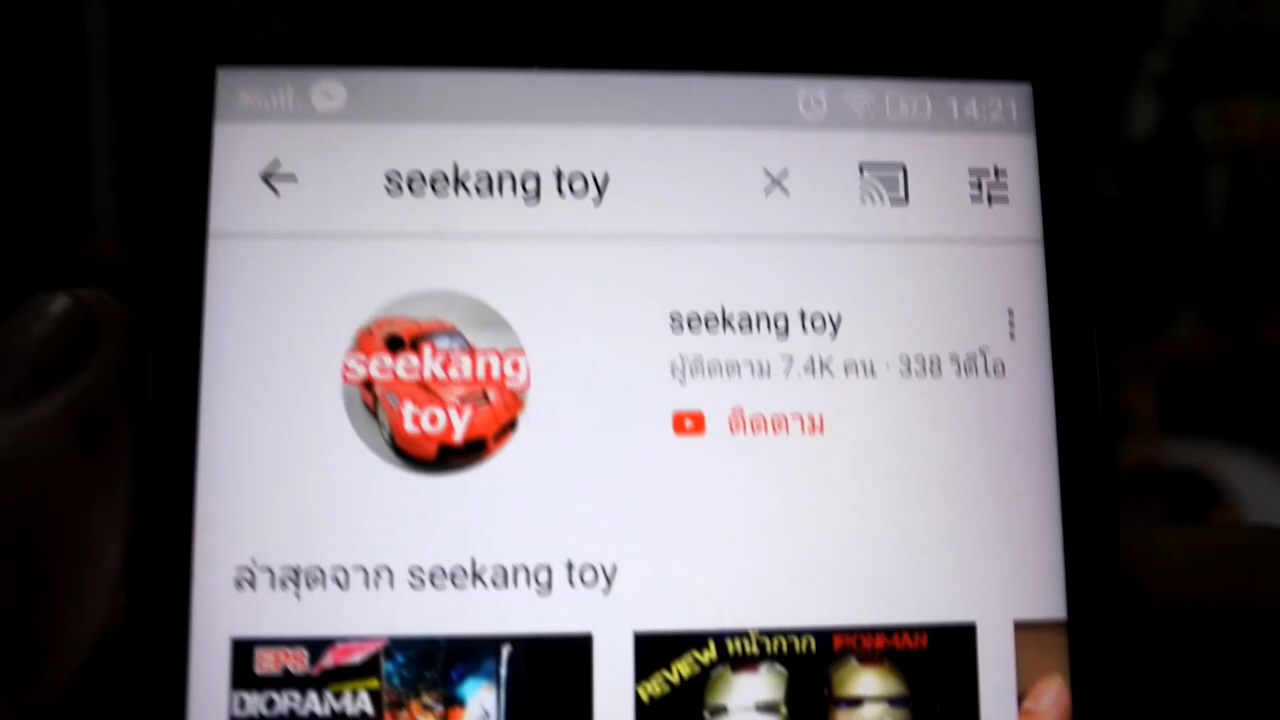 14:21
seekang toy
seekang
toy
seekang toy
ผู้ติดตาม 7.4K คน · 338 วิดีโอ
ติดตาม
ล่าสุดจาก seekang toy
DIORAMA
REVIEW หน้ากาก IRONMAN